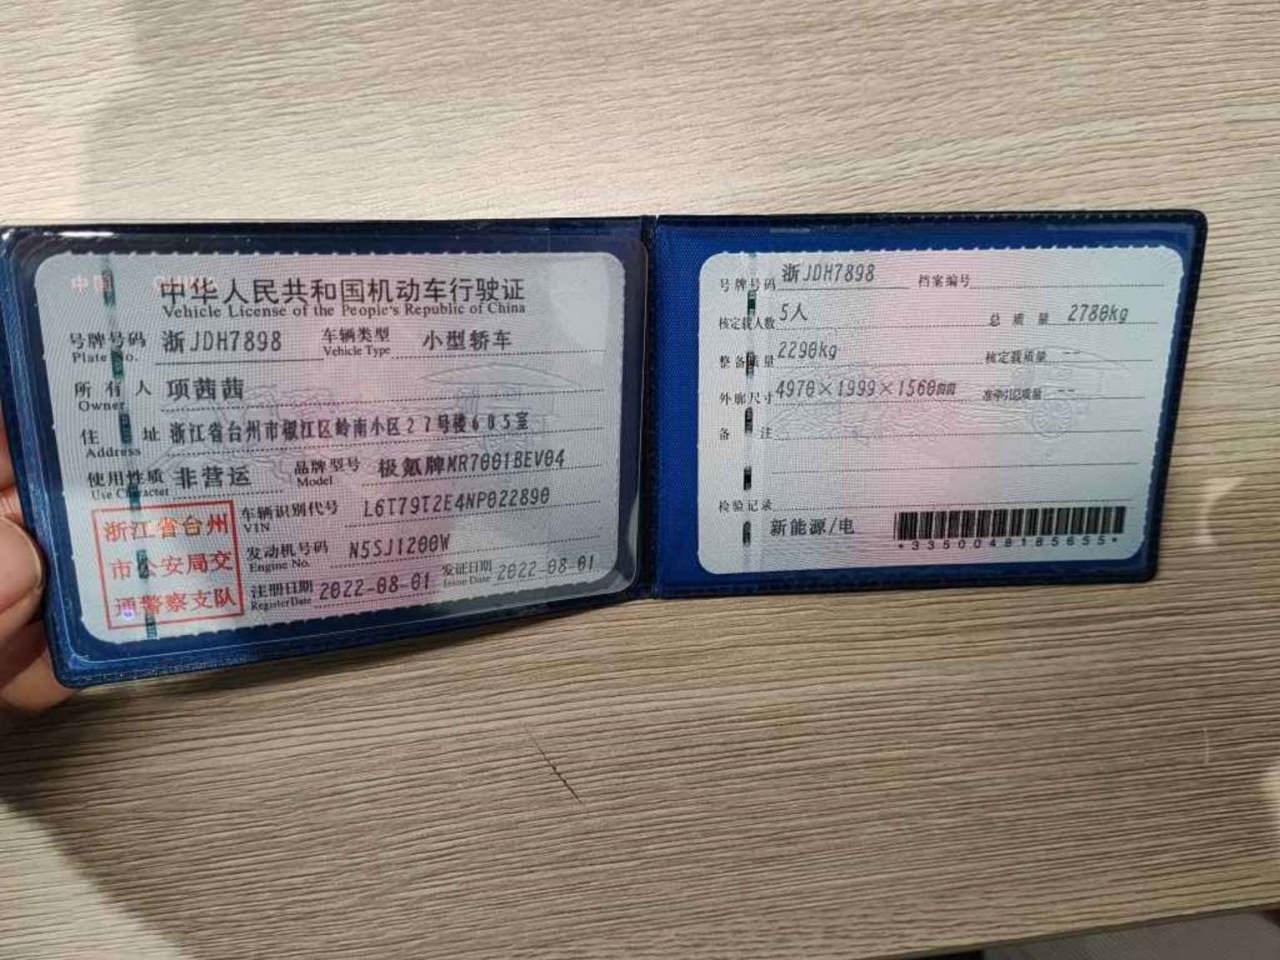 中华人民共和国机动车行驶证
Vehicle License of the People's Republic of China
号牌号码 浙JDH7898 车辆类型 小型轿车
Plate No. Vehicle Type
所有人 项茜茜
Owner
住址 浙江省台州市椒江区岭南小区27号楼605室
Address
使用性质 非营运 品牌型号 极氪牌MR7001BEV04
Use Character Model
浙江省台州
市公安局交
通警察支队
车辆识别代号 L6T79T2E4NP022890
VIN
发动机号码 N5SJ1200W
Engine No.
注册日期 2022-08-01 发证日期 2022-08-01
Register Date Issue Date
号牌号码 浙JDH7898 档案编号
核定载人数 5人 总质量 2780kg
整备质量 2290kg 核定载质量 --
外廓尺寸 4970×1999×1560mm 准牵引总质量 --
备注
检验记录
新能源/电
*3350048185655*